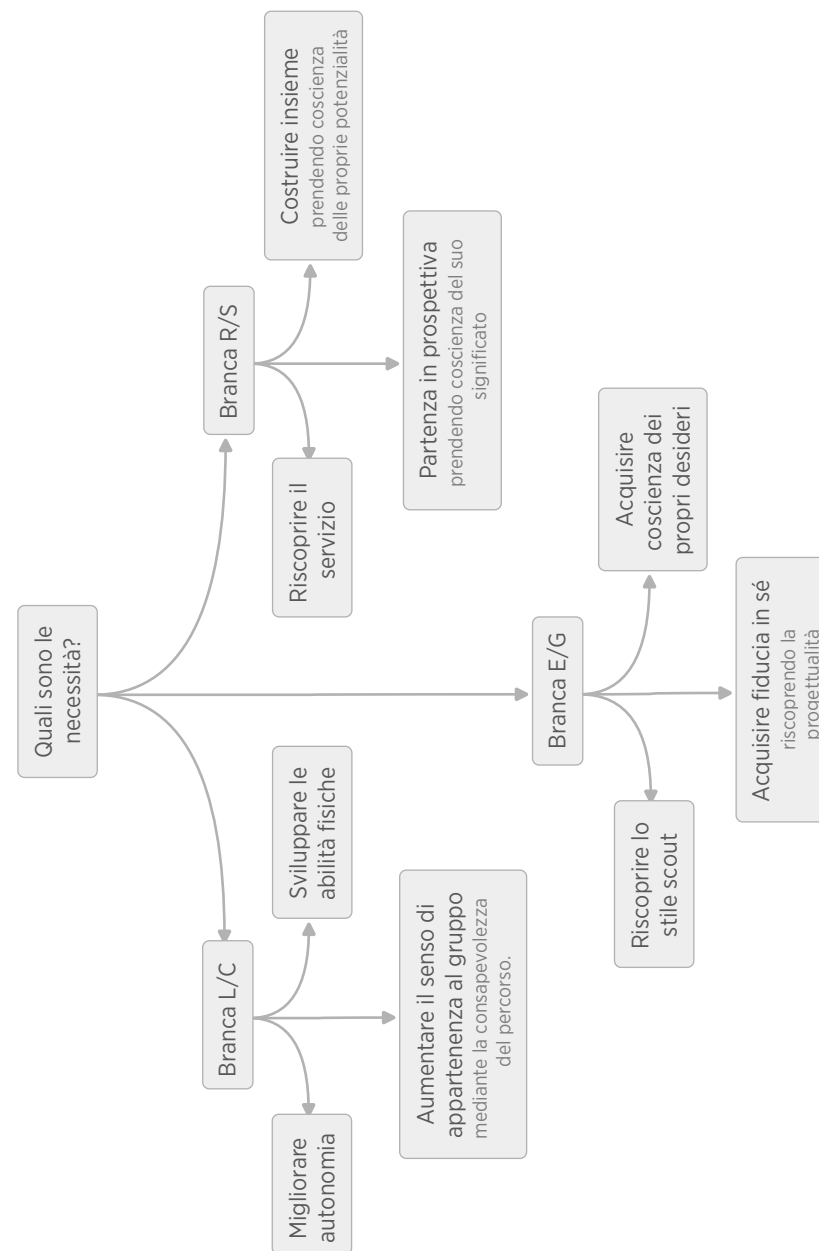 Quali sono le
necessità?
Branca L/C
Migliorare
autonomia
Aumentare il senso di
appartenenza al gruppo
mediante la consapevolezza
del percorso.
Sviluppare le
abilità fisiche
Branca E/G
Riscoprire lo
stile scout
Acquisire fiducia in sé
riscoprendo la
progettualità
Acquisire
coscienza dei
propri desideri
Branca R/S
Riscoprire il
servizio
Partenza in prospettiva
prendendo coscienza del suo
significato
Costruire insieme
prendendo coscienza
delle proprie potenzialità